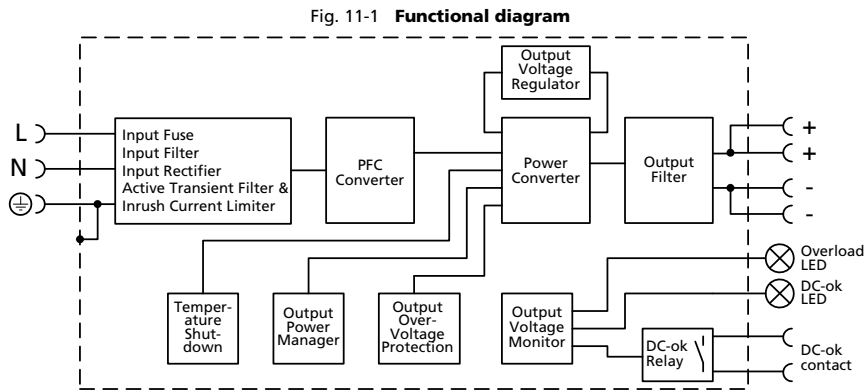 Fig. 11-1 Functional diagram
Output
Voltage
Regulator
L
N
Input Fuse
Input Filter
Input Rectifier
Active Transient Filter &
Inrush Current Limiter
PFC
Converter
Power
Converter
Output
Filter
+
+
-
-
Overload
LED
DC-ok
LED
Temper-
ature
Shut-
down
Output
Power
Manager
Output
Over-
Voltage
Protection
Output
Voltage
Monitor
DC-ok
Relay
DC-ok
contact